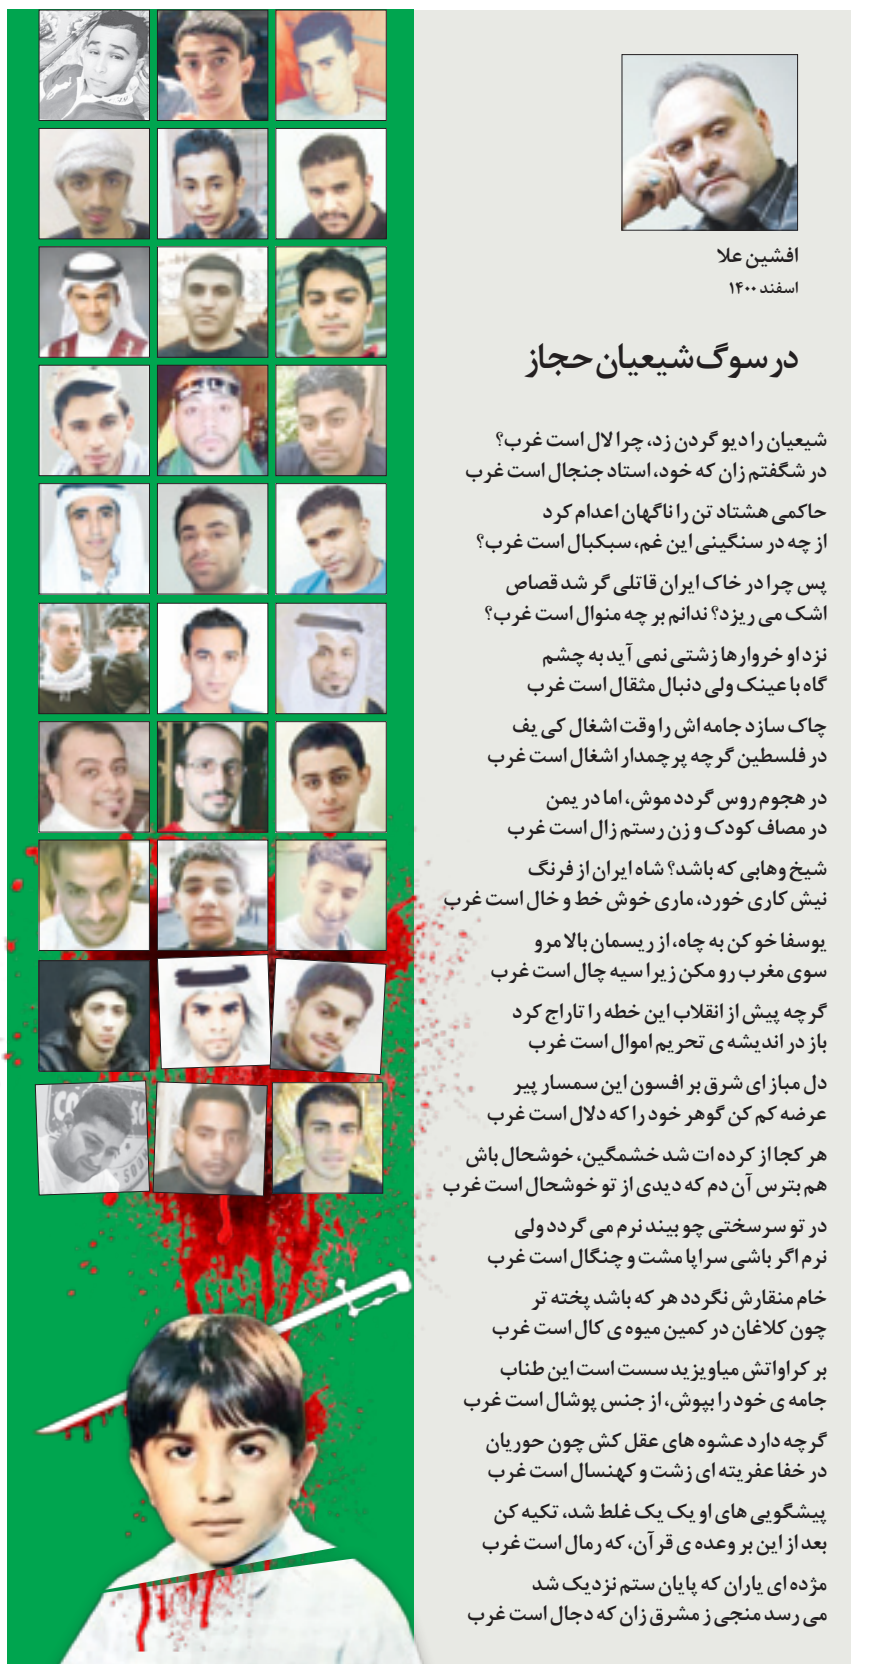 افشین علا
اسفند ۱۴۰۰
در سوگ شیعیان حجاز
شیعیان را دیو گردن زد، چرا لال است غرب؟
در شگفتم زان که خود، استاد جنجال است غرب
حاکمی هشتاد تن را ناگهان اعدام کرد
از چه در سنگینی این غم، سبکبال است غرب؟
پس چرا در خاک ایران قاتلی گر شد قصاص
اشک می ریزد؟ ندانم بر چه منوال است غرب؟
نزد او خروارها زشتی نمی آید به چشم
گاه با عینک ولی دنبال مثقال است غرب
چاک سازد جامه اش را وقت اشغال کی یف
در فلسطین گرچه پرچمدار اشغال است غرب
در هجوم روس گردد موش، اما در یمن
در مصاف کودک و زن رستم زال است غرب
شیخ وهابی که باشد؟ شاه ایران از فرنگ
نیش کاری خورد، ماری خوش خط و خال است غرب
یوسفا خو کن به چاه، از ریسمان بالا مرو
سوی مغرب رو مکن زیرا سیه چال است غرب
گرچه پیش از انقلاب این خطه را تاراج کرد
باز در اندیشه ی تحریم اموال است غرب
دل مباز ای شرق بر افسون این سمسار پیر
عرضه کم کن گوهر خود را که دلال است غرب
هر کجا از کرده ات شد خشمگین، خوشحال باش
هم بترس آن دم که دیدی از تو خوشحال است غرب
در تو سرسختی چو بیند نرم می گردد ولی
نرم اگر باشی سراپا مشت و چنگال است غرب
خام منقارش نگردد هر که باشد پخته تر
چون کلاغان در کمین میوه ی کال است غرب
بر کراواتش میاویزید سست است این طناب
جامه ی خود را بپوش، از جنس پوشال است غرب
گرچه دارد عشوه های عقل کش چون حوریان
در خفا عفریته ای زشت و کهنسال است غرب
پیشگویی های او یک یک غلط شد، تکیه کن
بعد از این بر وعده ی قرآن، که رمال است غرب
مژده ای یاران که پایان ستم نزدیک شد
می رسد منجی ز مشرق زان که دجال است غرب